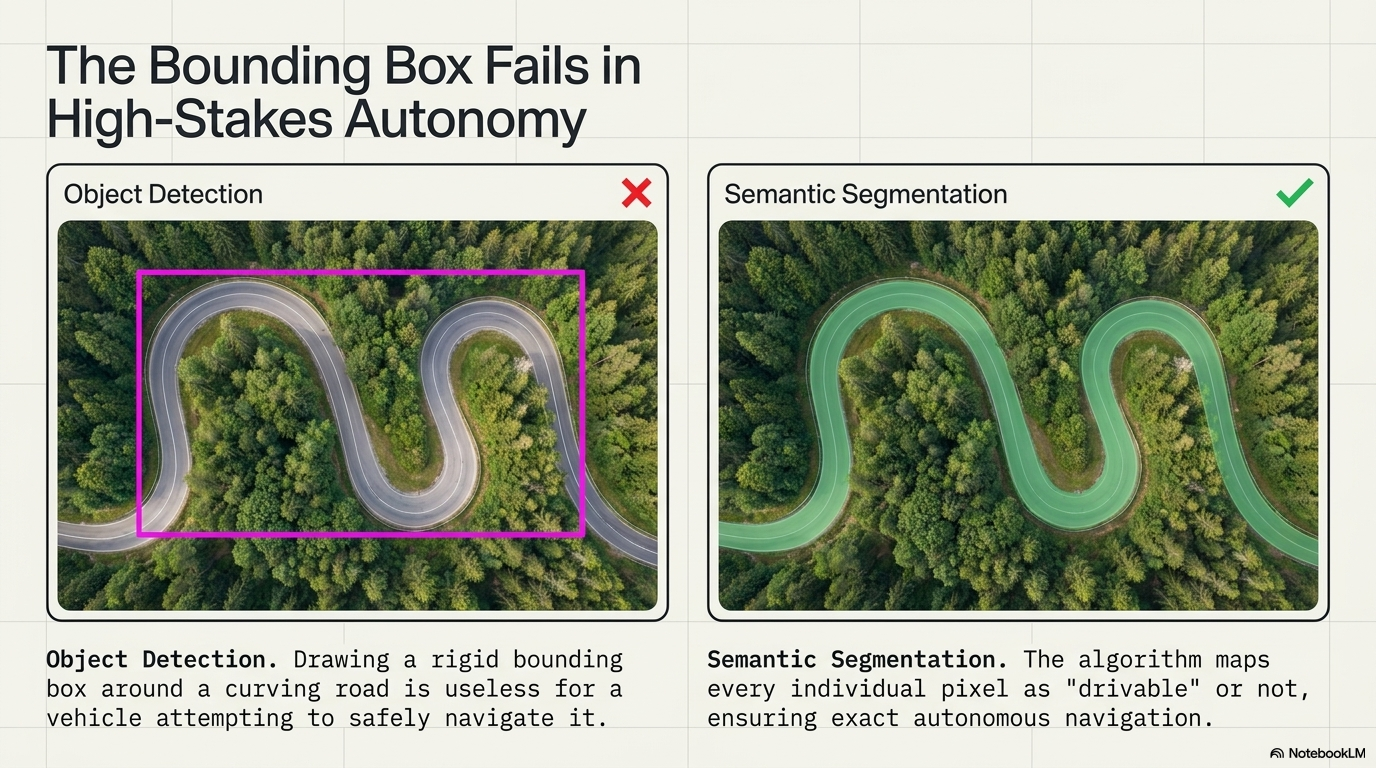 The Bounding Box Fails in
High-Stakes Autonomy
Object Detection
Semantic Segmentation
Object Detection. Drawing a rigid bounding
box around a curving road is useless for a
vehicle attempting to safely navigate it.
Semantic Segmentation. The algorithm maps
every individual pixel as "drivable" or not,
ensuring exact autonomous navigation.
NotebookLM